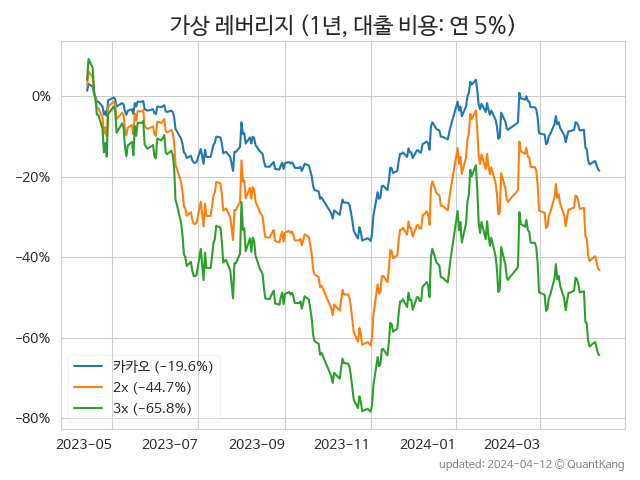 가상 레버리지 (1년, 대출 비용: 연 5%)
0%
−20%
−40%
−60%
−80%
카카오 (−19.6%)
2x (−44.7%)
3x (−65.8%)
2023-05 2023-07 2023-09 2023-11 2024-01 2024-03
updated: 2024-04-12 © QuantKang